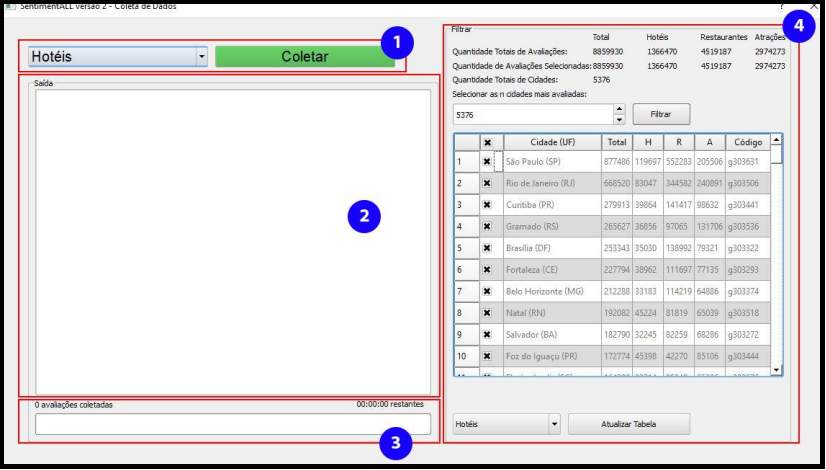 SentimentALL versão 2 - Coleta de Dados ? X
1
Hotéis Coletar
Saída
2
0 avaliações coletadas 00:00:00 restantes
3
4
Filtrar
Total Hotéis Restaurantes Atrações
Quantidade Totais de Avaliações: 8859930 1366470 4519187 2974273
Quantidade de Avaliações Selecionadas: 8859930 1366470 4519187 2974273
Quantidade Totais de Cidades: 5376
Selecionar as n cidades mais avaliadas:
5376 Filtrar
Cidade (UF) Total H R A Código
1 São Paulo (SP) 877486 119697 552283 205506 g303631
2 Rio de Janeiro (RJ) 668520 83047 344582 240891 g303506
3 Curitiba (PR) 279913 39864 141417 98632 g303441
4 Gramado (RS) 265627 36856 97065 131706 g303536
5 Brasília (DF) 253343 35030 138992 79321 g303322
6 Fortaleza (CE) 227794 38962 111697 77135 g303293
7 Belo Horizonte (MG) 212288 33183 114219 64886 g303374
8 Natal (RN) 192082 45224 81819 65039 g303518
9 Salvador (BA) 182790 32245 82259 68286 g303272
10 Foz do Iguaçu (PR) 172774 45398 42270 85106 g303444
Hotéis Atualizar Tabela